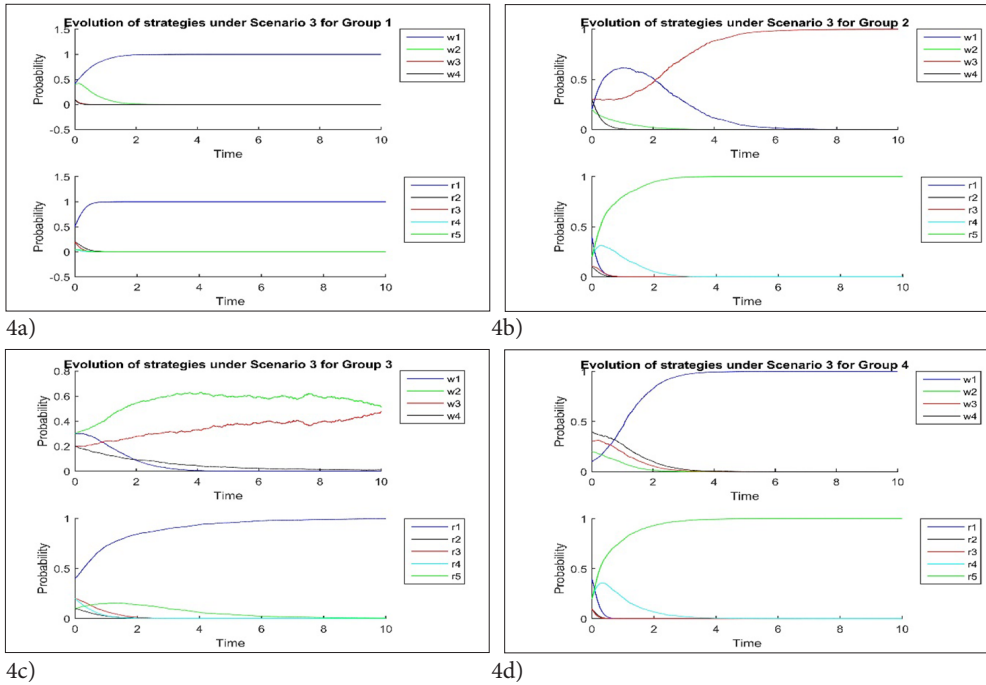 Evolution of strategies under Scenario 3 for Group 1
1.5
1
0.5
0
-0.5
Probability
0 2 4 6 8 10
Time
w1
w2
w3
w4
1.5
1
0.5
0
-0.5
Probability
0 2 4 6 8 10
Time
r1
r2
r3
r4
r5
4a)
Evolution of strategies under Scenario 3 for Group 2
1
0.5
0
Probability
0 2 4 6 8 10
Time
w1
w2
w3
w4
1
0.5
0
Probability
0 2 4 6 8 10
Time
r1
r2
r3
r4
r5
4b)
Evolution of strategies under Scenario 3 for Group 3
0.8
0.6
0.4
0.2
0
Probability
0 2 4 6 8 10
Time
w1
w2
w3
w4
1
0.5
0
Probability
0 2 4 6 8 10
Time
r1
r2
r3
r4
r5
4c)
Evolution of strategies under Scenario 3 for Group 4
1
0.5
0
Probability
0 2 4 6 8 10
Time
w1
w2
w3
w4
1
0.5
0
Probability
0 2 4 6 8 10
Time
r1
r2
r3
r4
r5
4d)